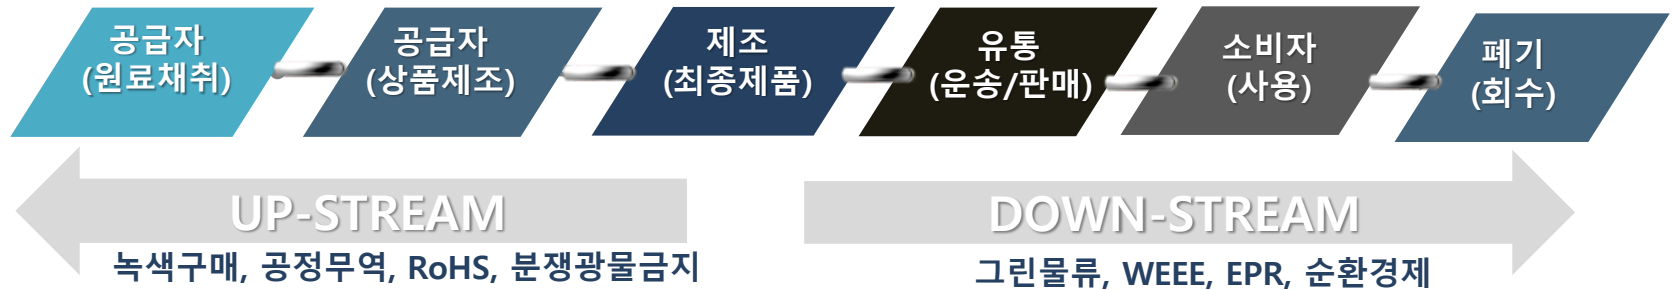 공급자
(원료채취)
공급자
(상품제조)
제조
(최종제품)
유통
(운송/판매)
소비자
(사용)
폐기
(회수)
UP-STREAM
DOWN-STREAM
녹색구매, 공정무역, RoHS, 분쟁광물금지
그린물류, WEEE, EPR, 순환경제